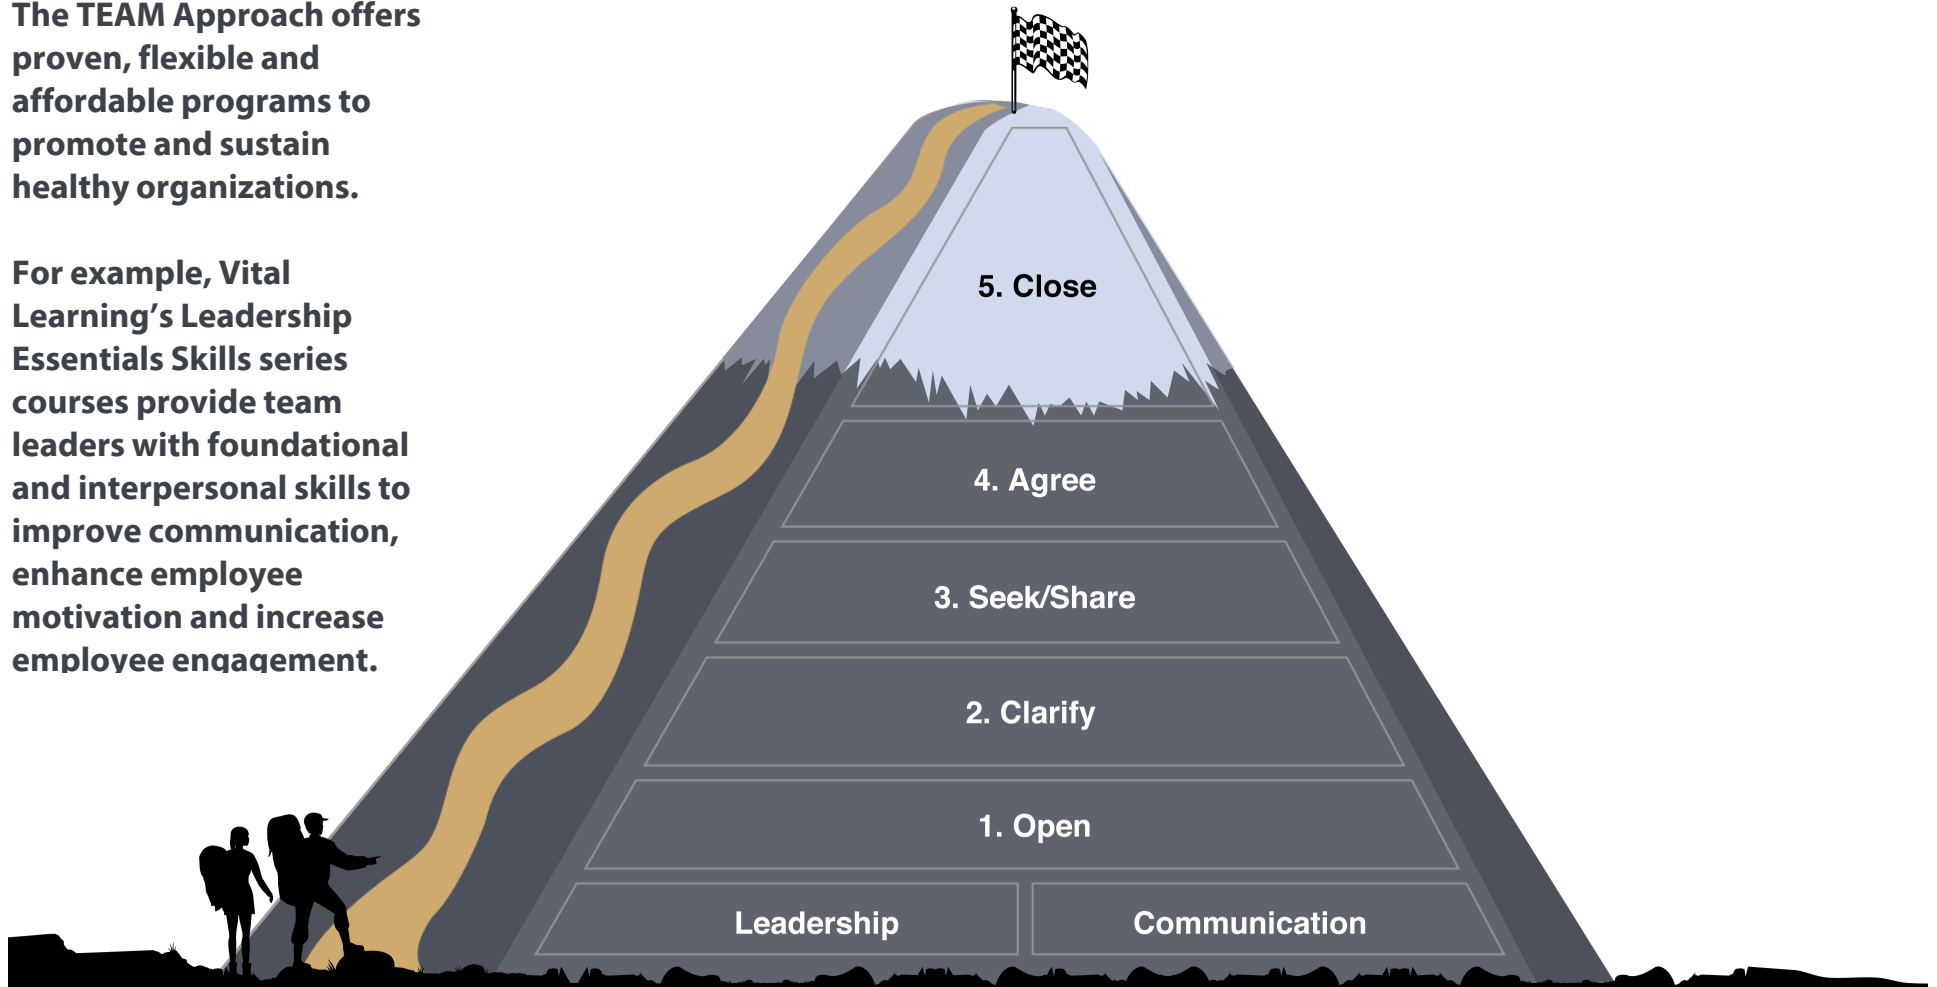 The TEAM Approach offers
proven, flexible and
affordable programs to
promote and sustain
healthy organizations.
For example, Vital
Learning’s Leadership
Essentials Skills series
courses provide team
leaders with foundational
and interpersonal skills to
improve communication,
enhance employee
motivation and increase
employee engagement.
5. Close
4. Agree
3. Seek/Share
2. Clarify
1. Open
Leadership
Communication